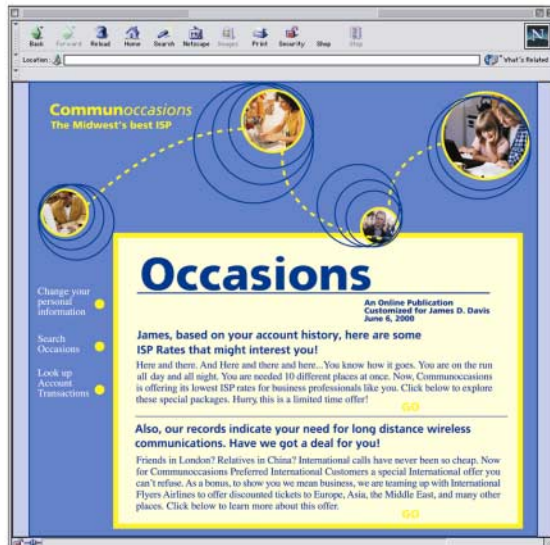 Back Forward Reload Home Search Netscape Images Print Security Shop Stop
Location:
What's Related
N
Communoccasions
The Midwest's best ISP
Occasions
An Online Publication
Customized for James D. Davis
June 6, 2000
Change your
personal
information
Search
Occasions
Look up
Account
Transactions
James, based on your account history, here are some
ISP Rates that might interest you!
Here and there. And Here and there and here...You know how it goes. You are on the run
all day and all night. You are needed 10 different places at once. Now, Communoccasions
is offering its lowest ISP rates for business professionals like you. Click below to explore
these special packages. Hurry, this is a limited time offer!
GO
Also, our records indicate your need for long distance wireless
communications. Have we got a deal for you!
Friends in London? Relatives in China? International calls have never been so cheap. Now
for Communoccasions Preferred International Customers a special International offer you
can't refuse. As a bonus, to show you we mean business, we are teaming up with International
Flyers Airlines to offer discounted tickets to Europe, Asia, the Middle East, and many other
places. Click below to learn more about this offer.
GO